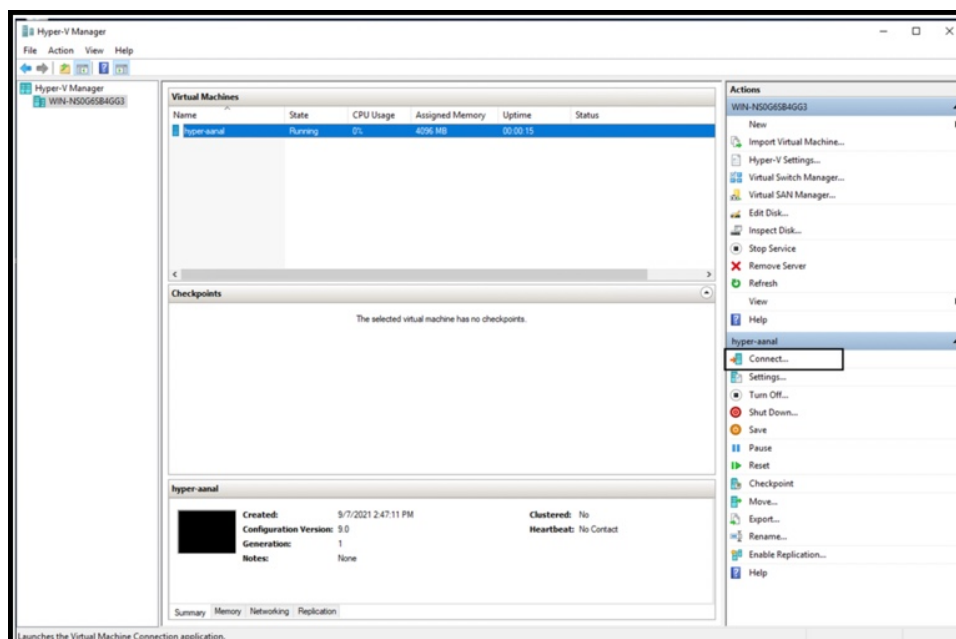 Hyper-V Manager
File Action View Help
Hyper-V Manager
WIN-NS0G6SB4GG3
Virtual Machines
Name State CPU Usage Assigned Memory Uptime Status
hyper-aanal Running 0% 4096 MB 00:00:15
Checkpoints
The selected virtual machine has no checkpoints.
hyper-aanal
Created: 9/7/2021 2:47:11 PM Clustered: No
Configuration Version: 9.0 Heartbeat: No Contact
Generation: 1
Notes: None
Summary Memory Networking Replication
Actions
WIN-NS0G6SB4GG3
New
Import Virtual Machine...
Hyper-V Settings...
Virtual Switch Manager...
Virtual SAN Manager...
Edit Disk...
Inspect Disk...
Stop Service
Remove Server
Refresh
View
Help
hyper-aanal
Connect...
Settings...
Turn Off...
Shut Down...
Save
Pause
Reset
Checkpoint
Move...
Export...
Rename...
Enable Replication...
Help
Launches the Virtual Machine Connection application.